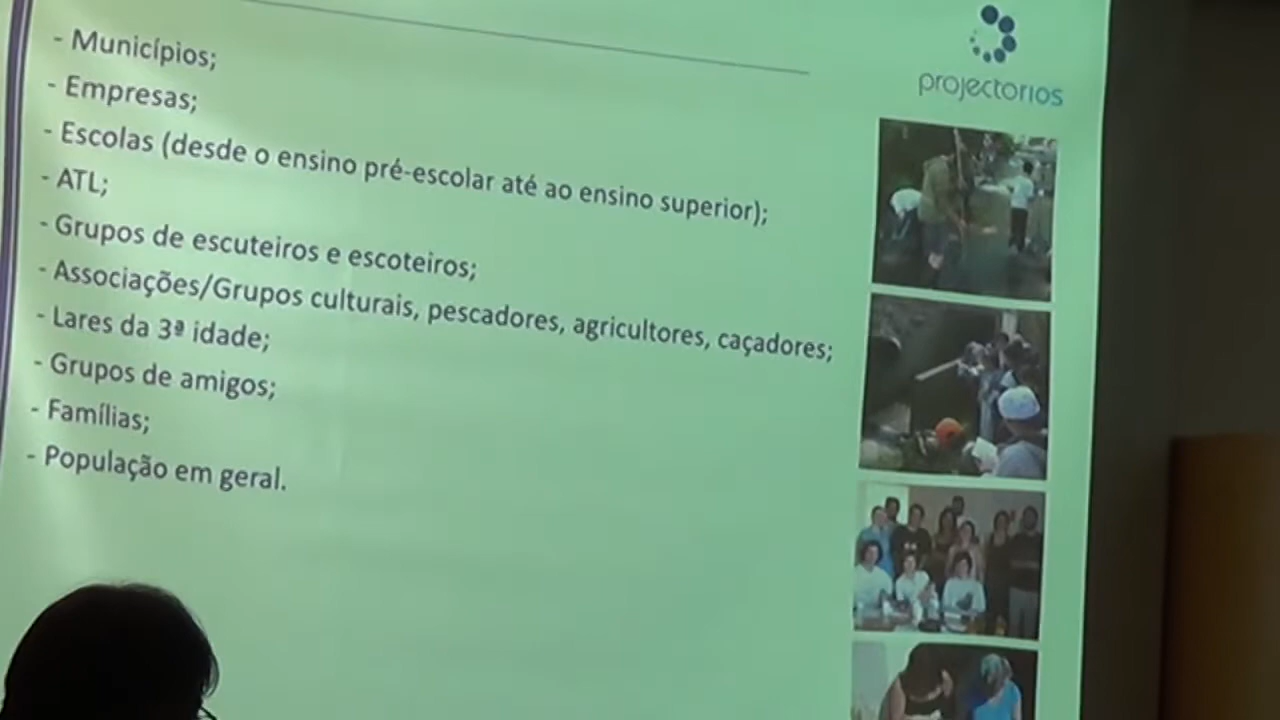 - Municípios;
- Empresas;
- Escolas (desde o ensino pré-escolar até ao ensino superior);
- ATL;
- Grupos de escuteiros e escoteiros;
- Associações/Grupos culturais, pescadores, agricultores, caçadores;
- Lares da 3ª idade;
- Grupos de amigos;
- Famílias;
- População em geral.
projectorios